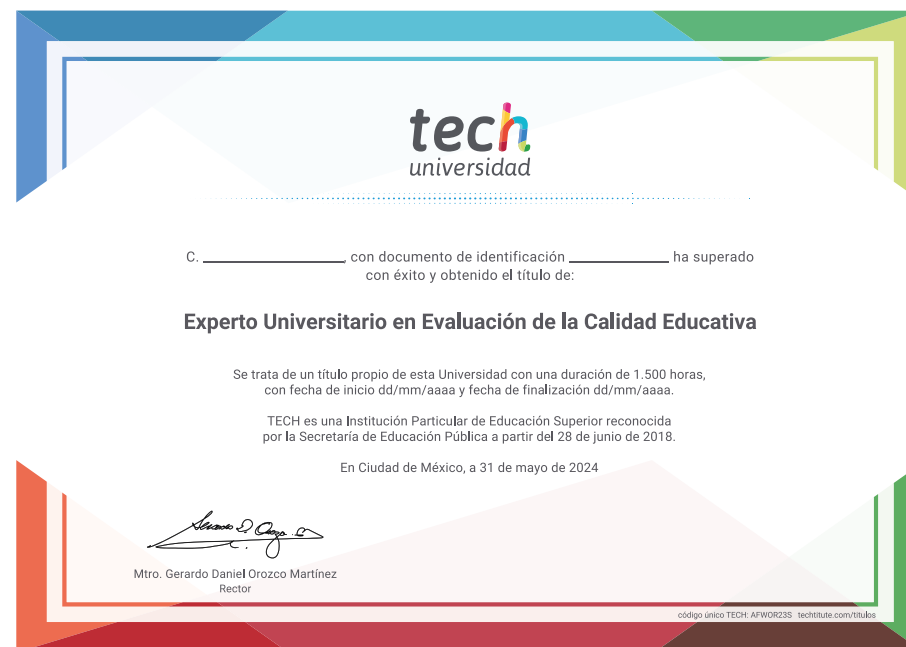 tech
universidad
C. ____________________, con documento de identificación ______________ ha superado
con éxito y obtenido el título de:
Experto Universitario en Evaluación de la Calidad Educativa
Se trata de un título propio de esta Universidad con una duración de 1.500 horas,
con fecha de inicio dd/mm/aaaa y fecha de finalización dd/mm/aaaa.
TECH es una Institución Particular de Educación Superior reconocida
por la Secretaría de Educación Pública a partir del 28 de junio de 2018.
En Ciudad de México, a 31 de mayo de 2024
Mtro. Gerardo Daniel Orozco Martínez
Rector
código único TECH: AFWOR23S techtitute.com/titulos